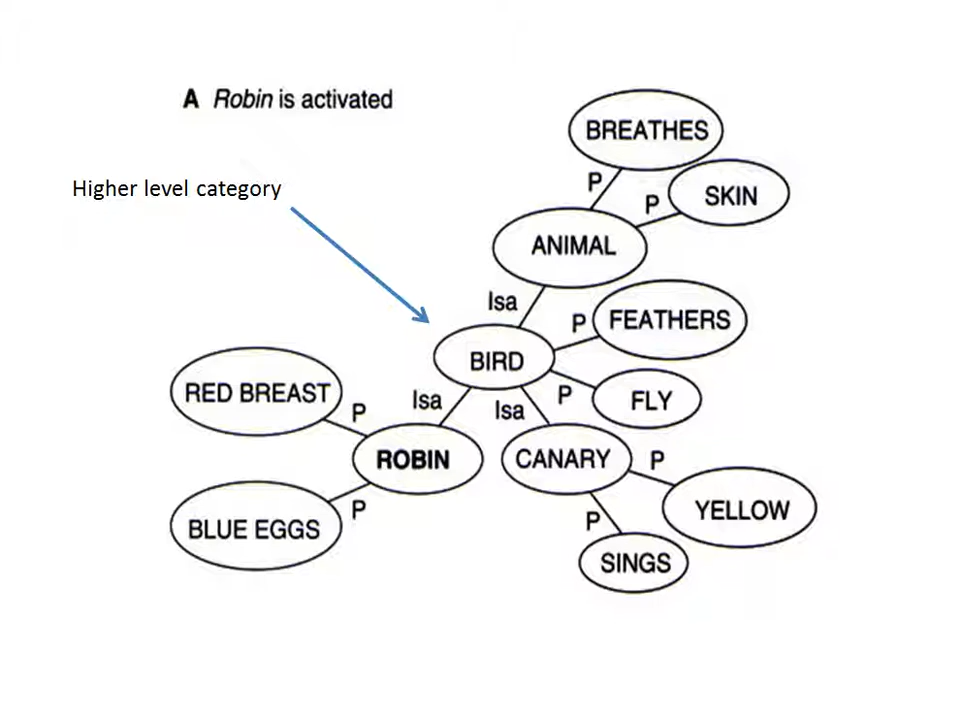 A Robin is activated
Higher level category
BREATHES
P
P
SKIN
ANIMAL
Isa
P
FEATHERS
BIRD
P
FLY
RED BREAST
P
Isa
Isa
ROBIN
CANARY
P
BLUE EGGS
P
P
YELLOW
SINGS